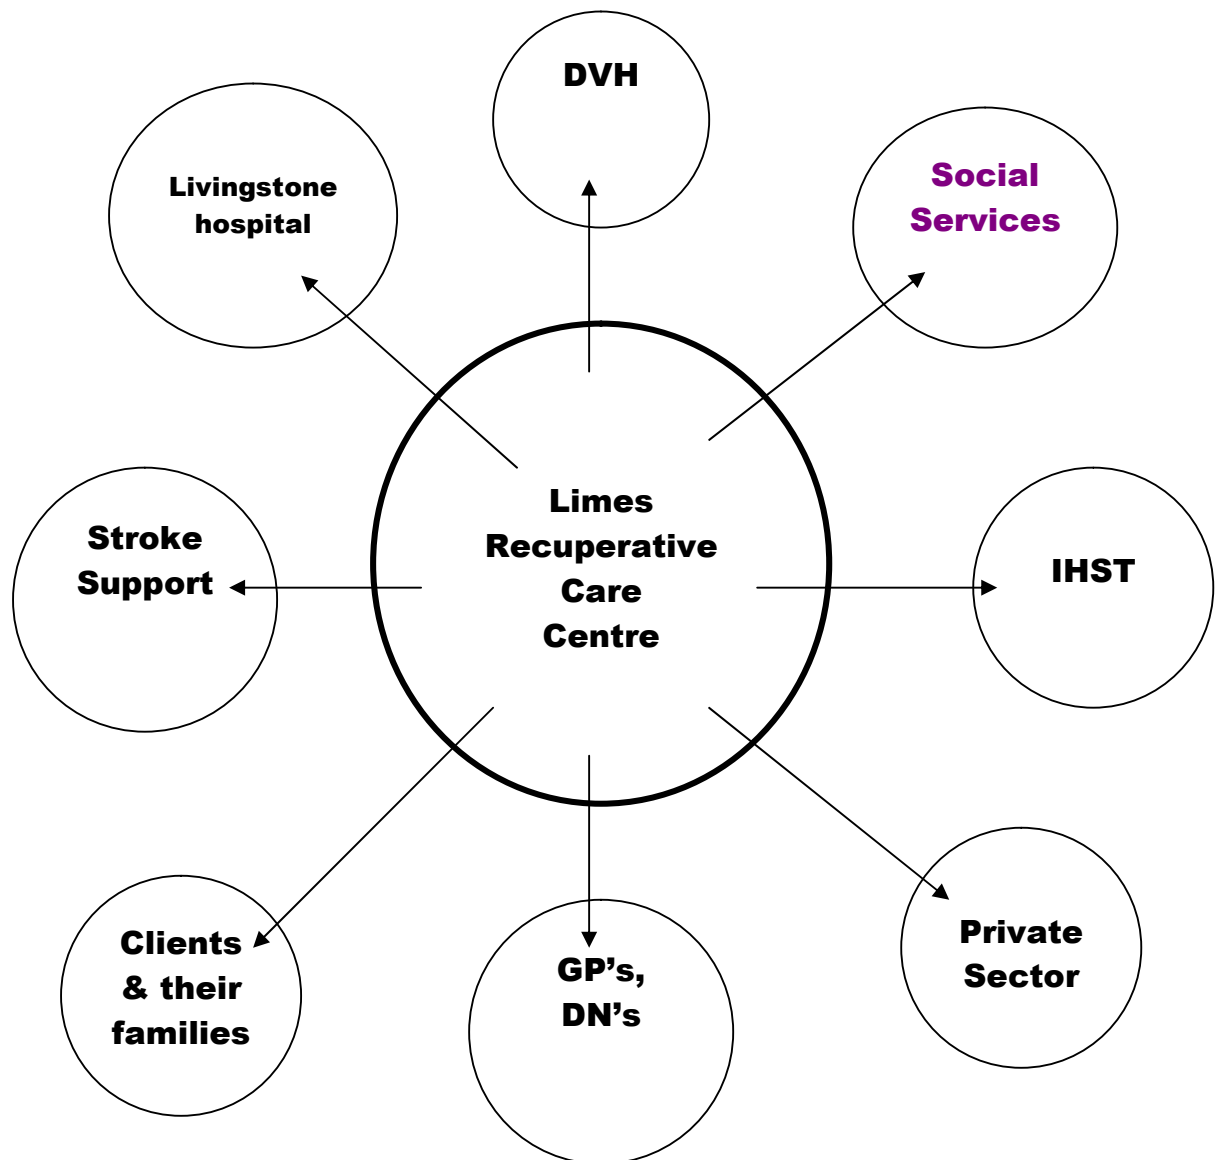 DVH
Livingstone
hospital
Social
Services
Stroke
Support
Limes
Recuperative
Care
Centre
IHST
Clients
& their
families
GP’s,
DN’s
Private
Sector